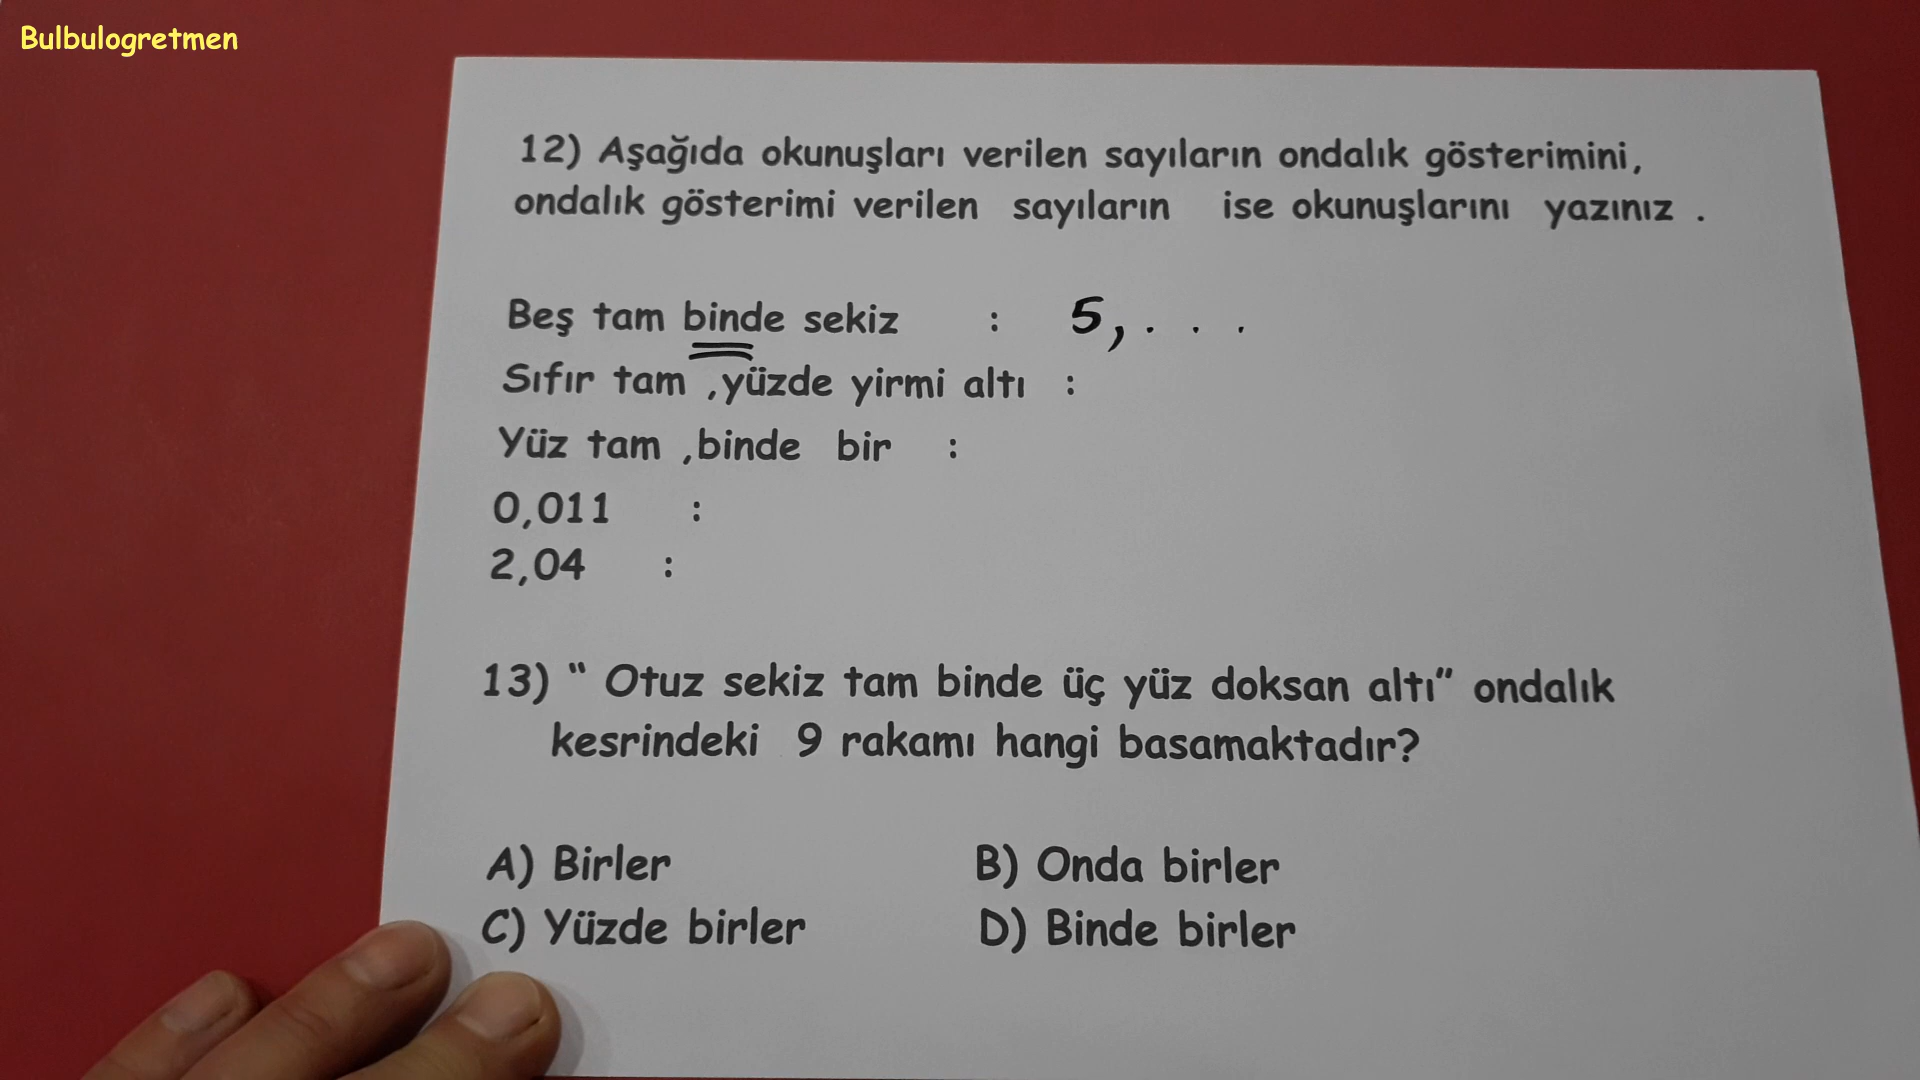 Bulbulogretmen
12) Aşağıda okunuşları verilen sayıların ondalık gösterimini,
ondalık gösterimi verilen sayıların ise okunuşlarını yazınız .
Beş tam binde sekiz : 5, . . .
Sıfır tam ,yüzde yirmi altı :
Yüz tam ,binde bir :
0,011 :
2,04 :
13) “ Otuz sekiz tam binde üç yüz doksan altı” ondalık
kesrindeki 9 rakamı hangi basamaktadır?
A) Birler B) Onda birler
C) Yüzde birler D) Binde birler